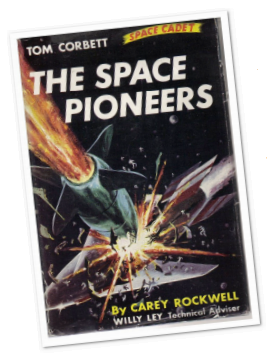 TOM CORBETT
SPACE CADET
THE SPACE
PIONEERS
By CAREY ROCKWELL
WILLY LEY Technical Adviser